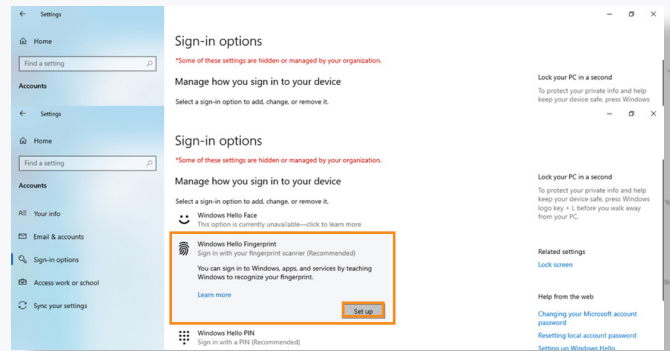 Settings
Home
Sign-in options
Find a setting
*Some of these settings are hidden or managed by your organization.
Accounts
Manage how you sign in to your device
Select a sign-in option to add, change, or remove it.
Lock your PC in a second
To protect your private info and help
keep your device safe, press Windows
Settings
Home
Sign-in options
Find a setting
*Some of these settings are hidden or managed by your organization.
Accounts
Manage how you sign in to your device
Select a sign-in option to add, change, or remove it.
Your info
Email & accounts
Sign-in options
Access work or school
Sync your settings
Windows Hello Face
This option is currently unavailable—click to learn more
Windows Hello Fingerprint
Sign in with your fingerprint scanner (Recommended)
You can sign in to Windows, apps, and services by teaching
Windows to recognize your fingerprint.
Learn more
Set up
Windows Hello PIN
Sign in with a PIN (Recommended)
Lock your PC in a second
To protect your private info and help
keep your device safe, press Windows
logo key + L before you walk away
from your PC.
Related settings
Lock screen
Help from the web
Changing your Microsoft account
password
Resetting local account password
Setting up Windows Hello